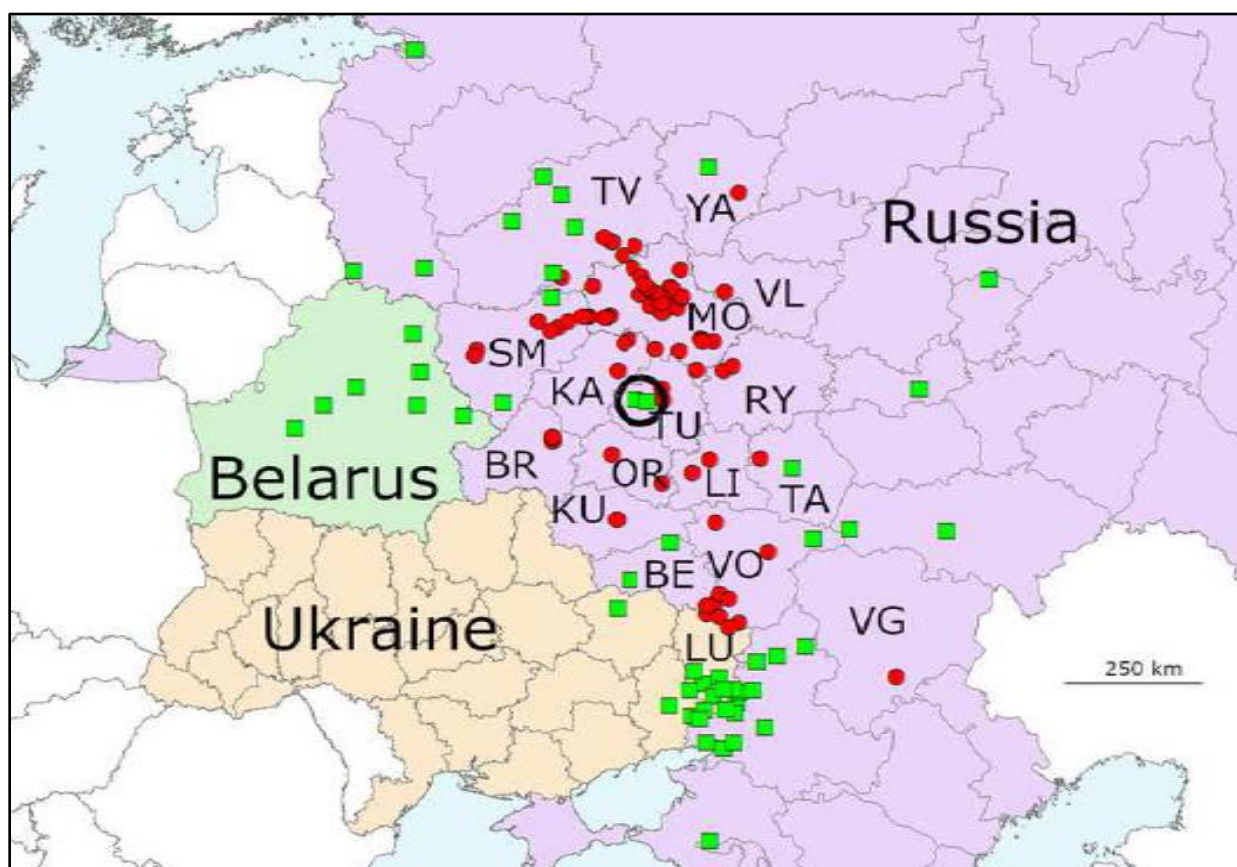 TV
YA
Russia
VL
MO
SM
KA
RY
TU
BR
OR
LI
TA
Belarus
KU
VO
BE
Ukraine
VG
LU
250 km